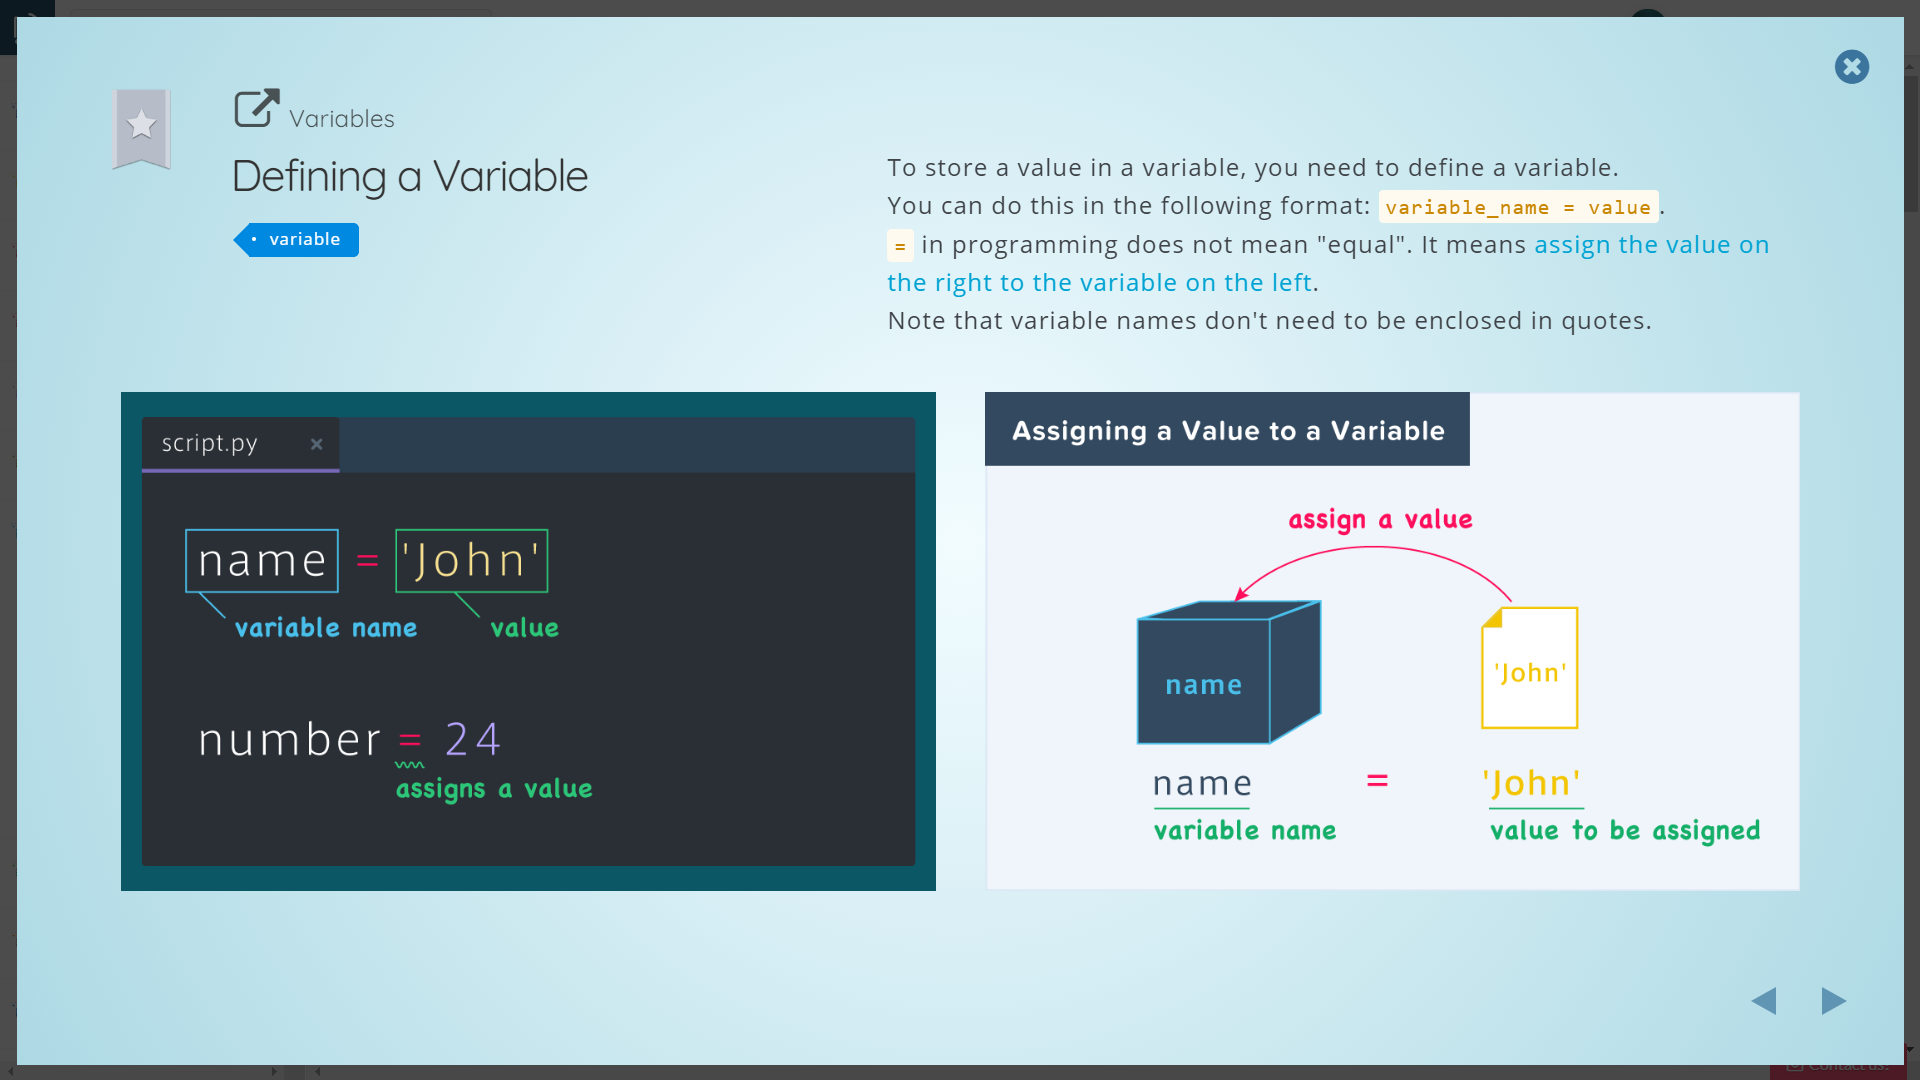 Variables
Defining a Variable
• variable
To store a value in a variable, you need to define a variable.
You can do this in the following format: variable_name = value.
= in programming does not mean "equal". It means assign the value on
the right to the variable on the left.
Note that variable names don't need to be enclosed in quotes.
script.py ×
name = 'John'
variable name value
number = 24
assigns a value
Assigning a Value to a Variable
assign a value
name
'John'
name = 'John'
variable name value to be assigned
Contact us!